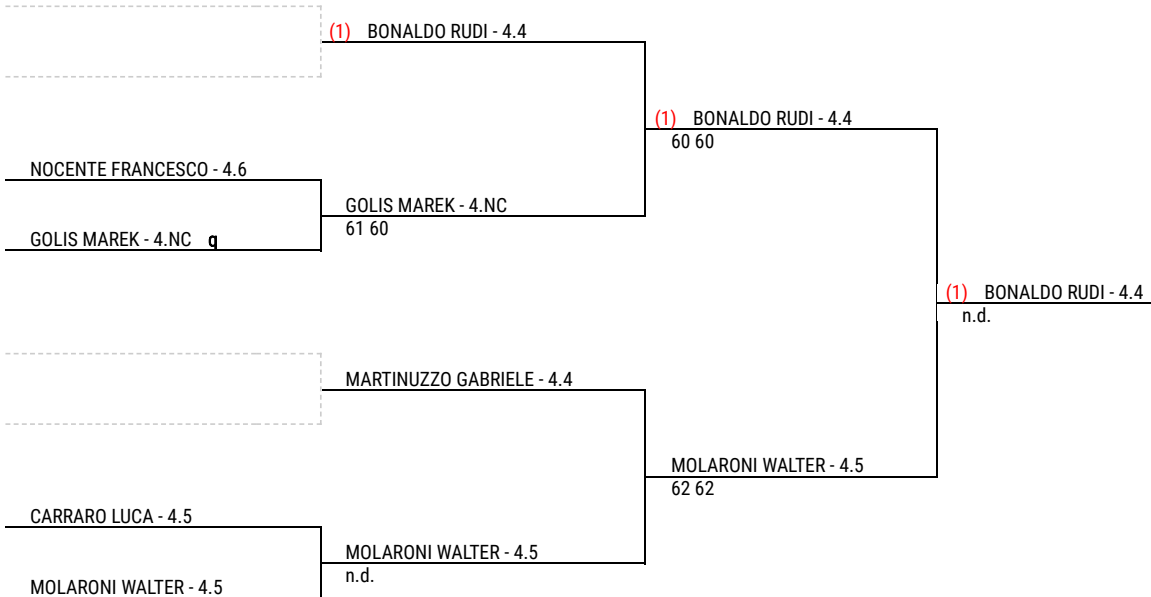 (1) BONALDO RUDI - 4.4
(1) BONALDO RUDI - 4.4
60 60
NOCENTE FRANCESCO - 4.6
GOLIS MAREK - 4.NC
61 60
GOLIS MAREK - 4.NC q
(1) BONALDO RUDI - 4.4
n.d.
MARTINUZZO GABRIELE - 4.4
MOLARONI WALTER - 4.5
62 62
CARRARO LUCA - 4.5
MOLARONI WALTER - 4.5
n.d.
MOLARONI WALTER - 4.5